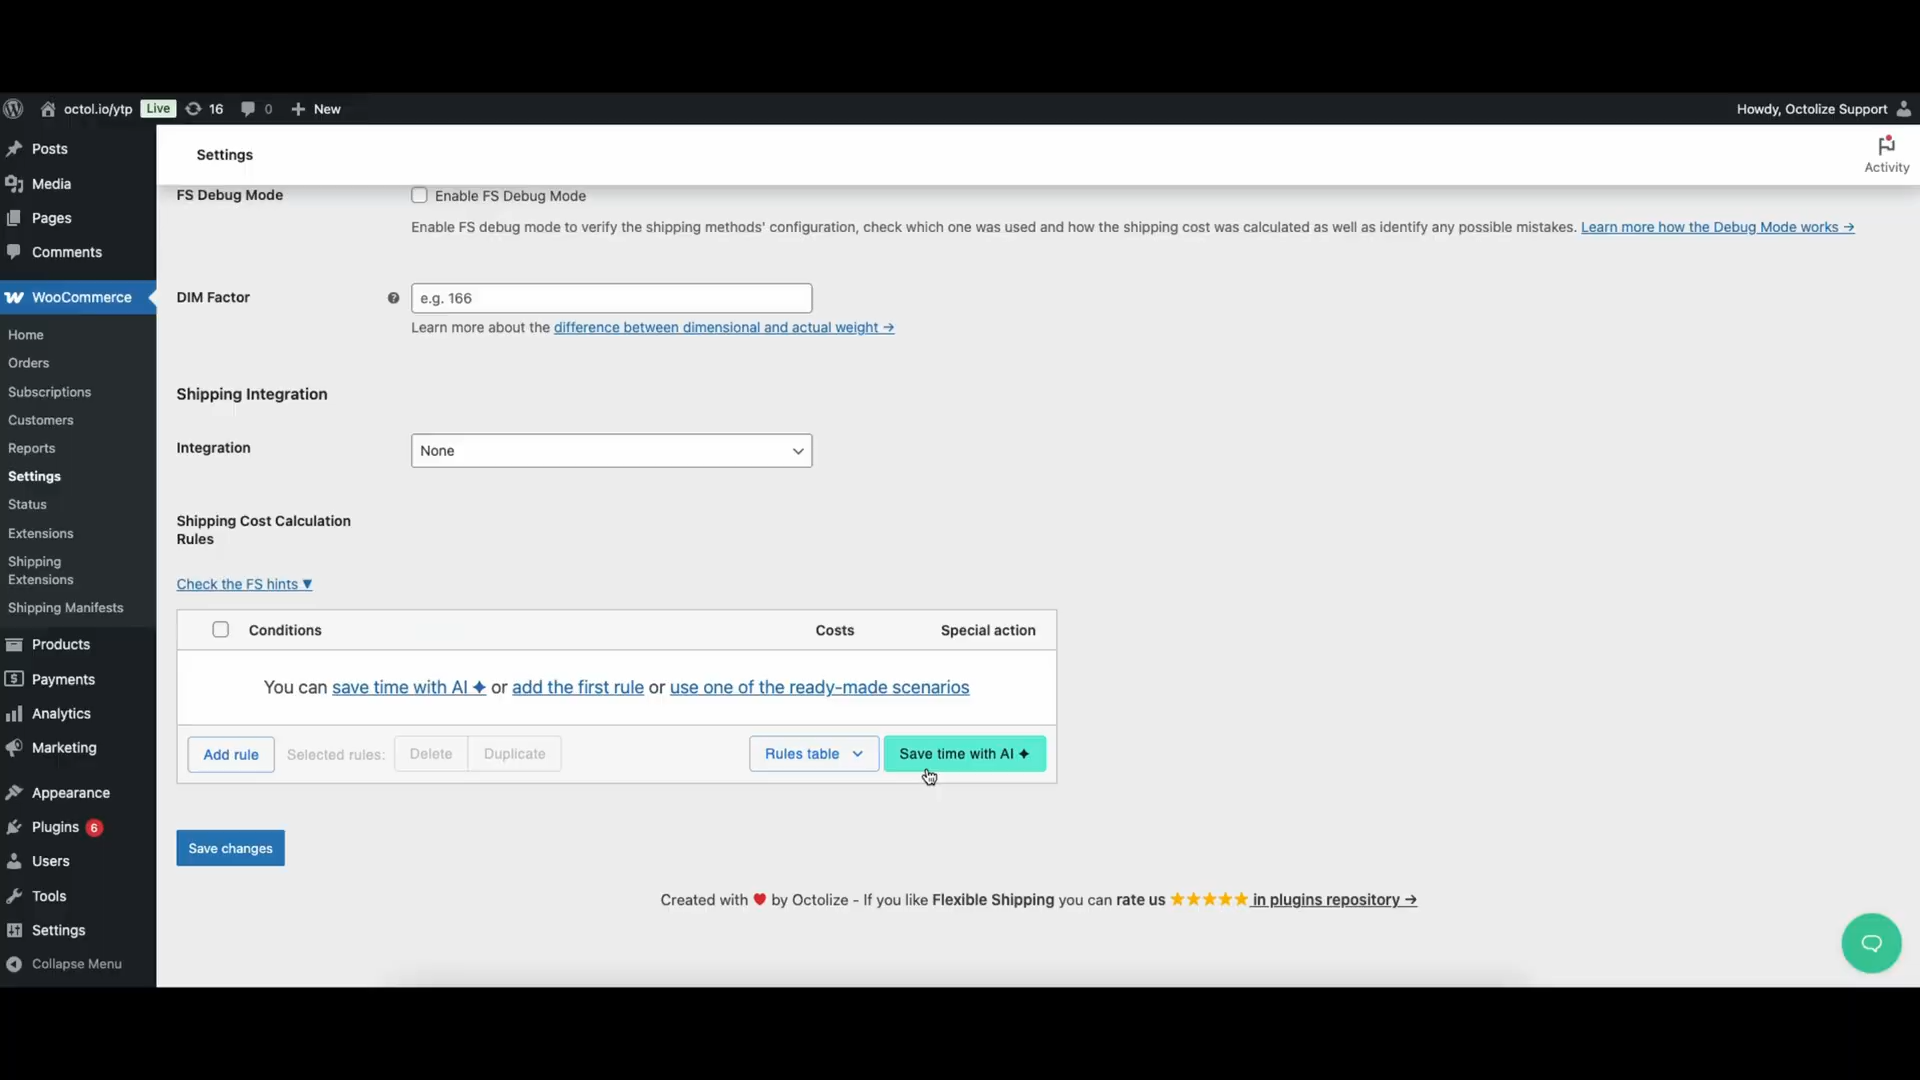 octol.io/ytp Live 16 0 New Howdy, Octolize Support
Posts
Media
Pages
Comments
WooCommerce
Home
Orders
Subscriptions
Customers
Reports
Settings
Status
Extensions
Shipping
Extensions
Shipping Manifests
Products
Payments
Analytics
Marketing
Appearance
Plugins 6
Users
Tools
Settings
Collapse Menu
Settings
Activity
FS Debug Mode Enable FS Debug Mode
Enable FS debug mode to verify the shipping methods' configuration, check which one was used and how the shipping cost was calculated as well as identify any possible mistakes. Learn more how the Debug Mode works →
DIM Factor ? e.g. 166
Learn more about the difference between dimensional and actual weight →
Shipping Integration
Integration None
Shipping Cost Calculation
Rules
Check the FS hints ▼
Conditions Costs Special action
You can save time with AI ✦ or add the first rule or use one of the ready-made scenarios
Add rule Selected rules: Delete Duplicate Rules table Save time with AI ✦
Save changes
Created with ♥ by Octolize - If you like Flexible Shipping you can rate us ★★★★★ in plugins repository →